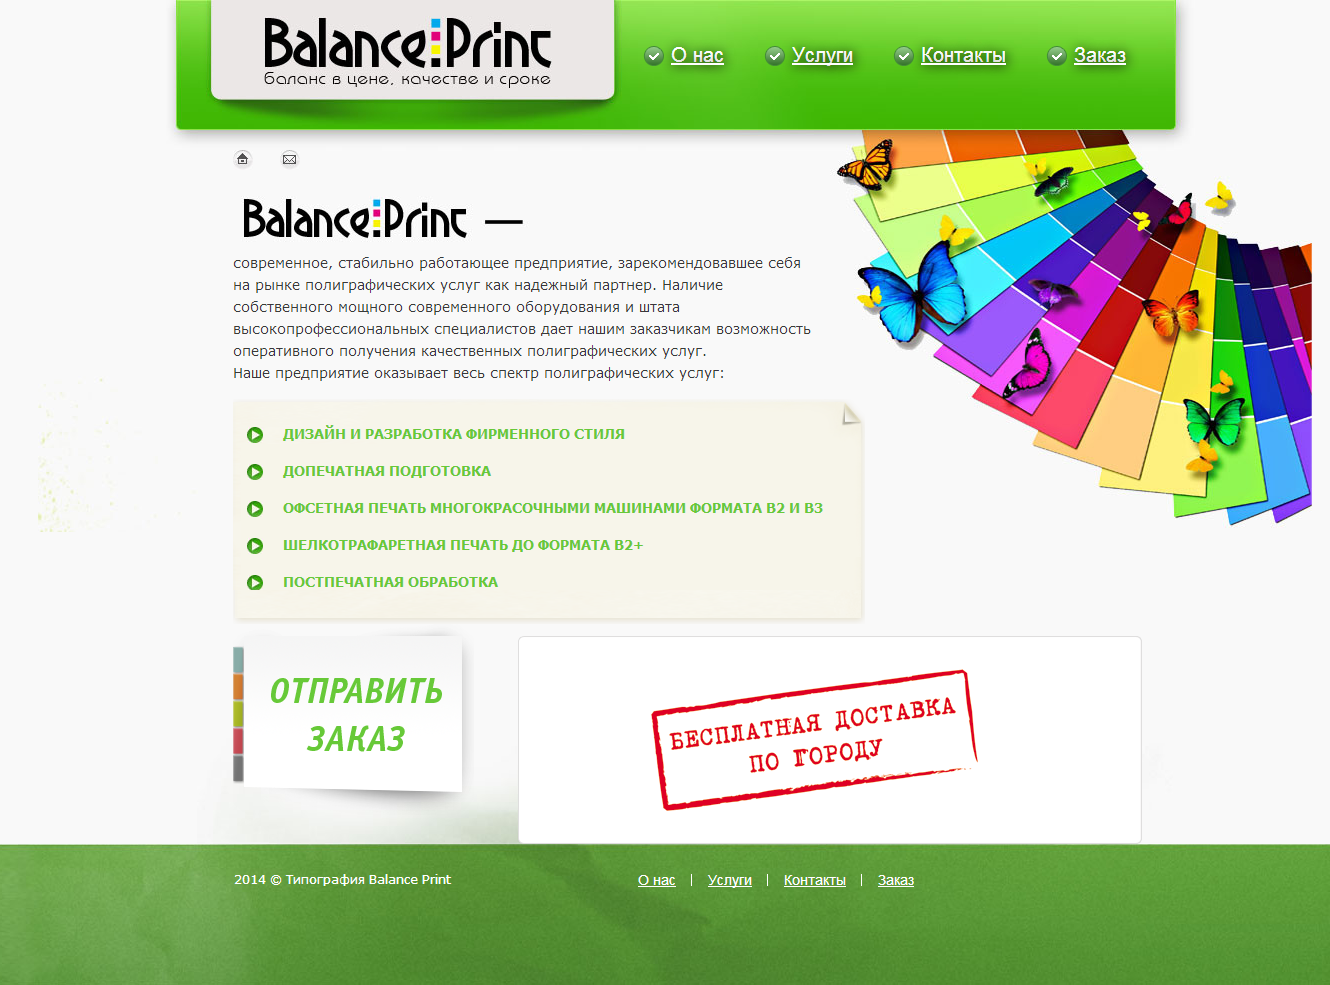 Balance Print
баланс в цене, качестве и сроке
О нас
Услуги
Контакты
Заказ
Balance Print —
современное, стабильно работающее предприятие, зарекомендовавшее себя
на рынке полиграфических услуг как надежный партнер. Наличие
собственного мощного современного оборудования и штата
высокопрофессиональных специалистов дает нашим заказчикам возможность
оперативного получения качественных полиграфических услуг.
Наше предприятие оказывает весь спектр полиграфических услуг:
ДИЗАЙН И РАЗРАБОТКА ФИРМЕННОГО СТИЛЯ
ДОПЕЧАТНАЯ ПОДГОТОВКА
ОФСЕТНАЯ ПЕЧАТЬ МНОГОКРАСОЧНЫМИ МАШИНАМИ ФОРМАТА В2 И В3
ШЕЛКОТРАФАРЕТНАЯ ПЕЧАТЬ ДО ФОРМАТА В2+
ПОСТПЕЧАТНАЯ ОБРАБОТКА
ОТПРАВИТЬ
ЗАКАЗ
БЕСПЛАТНАЯ ДОСТАВКА
ПО ГОРОДУ
2014 © Типография Balance Print
О нас | Услуги | Контакты | Заказ